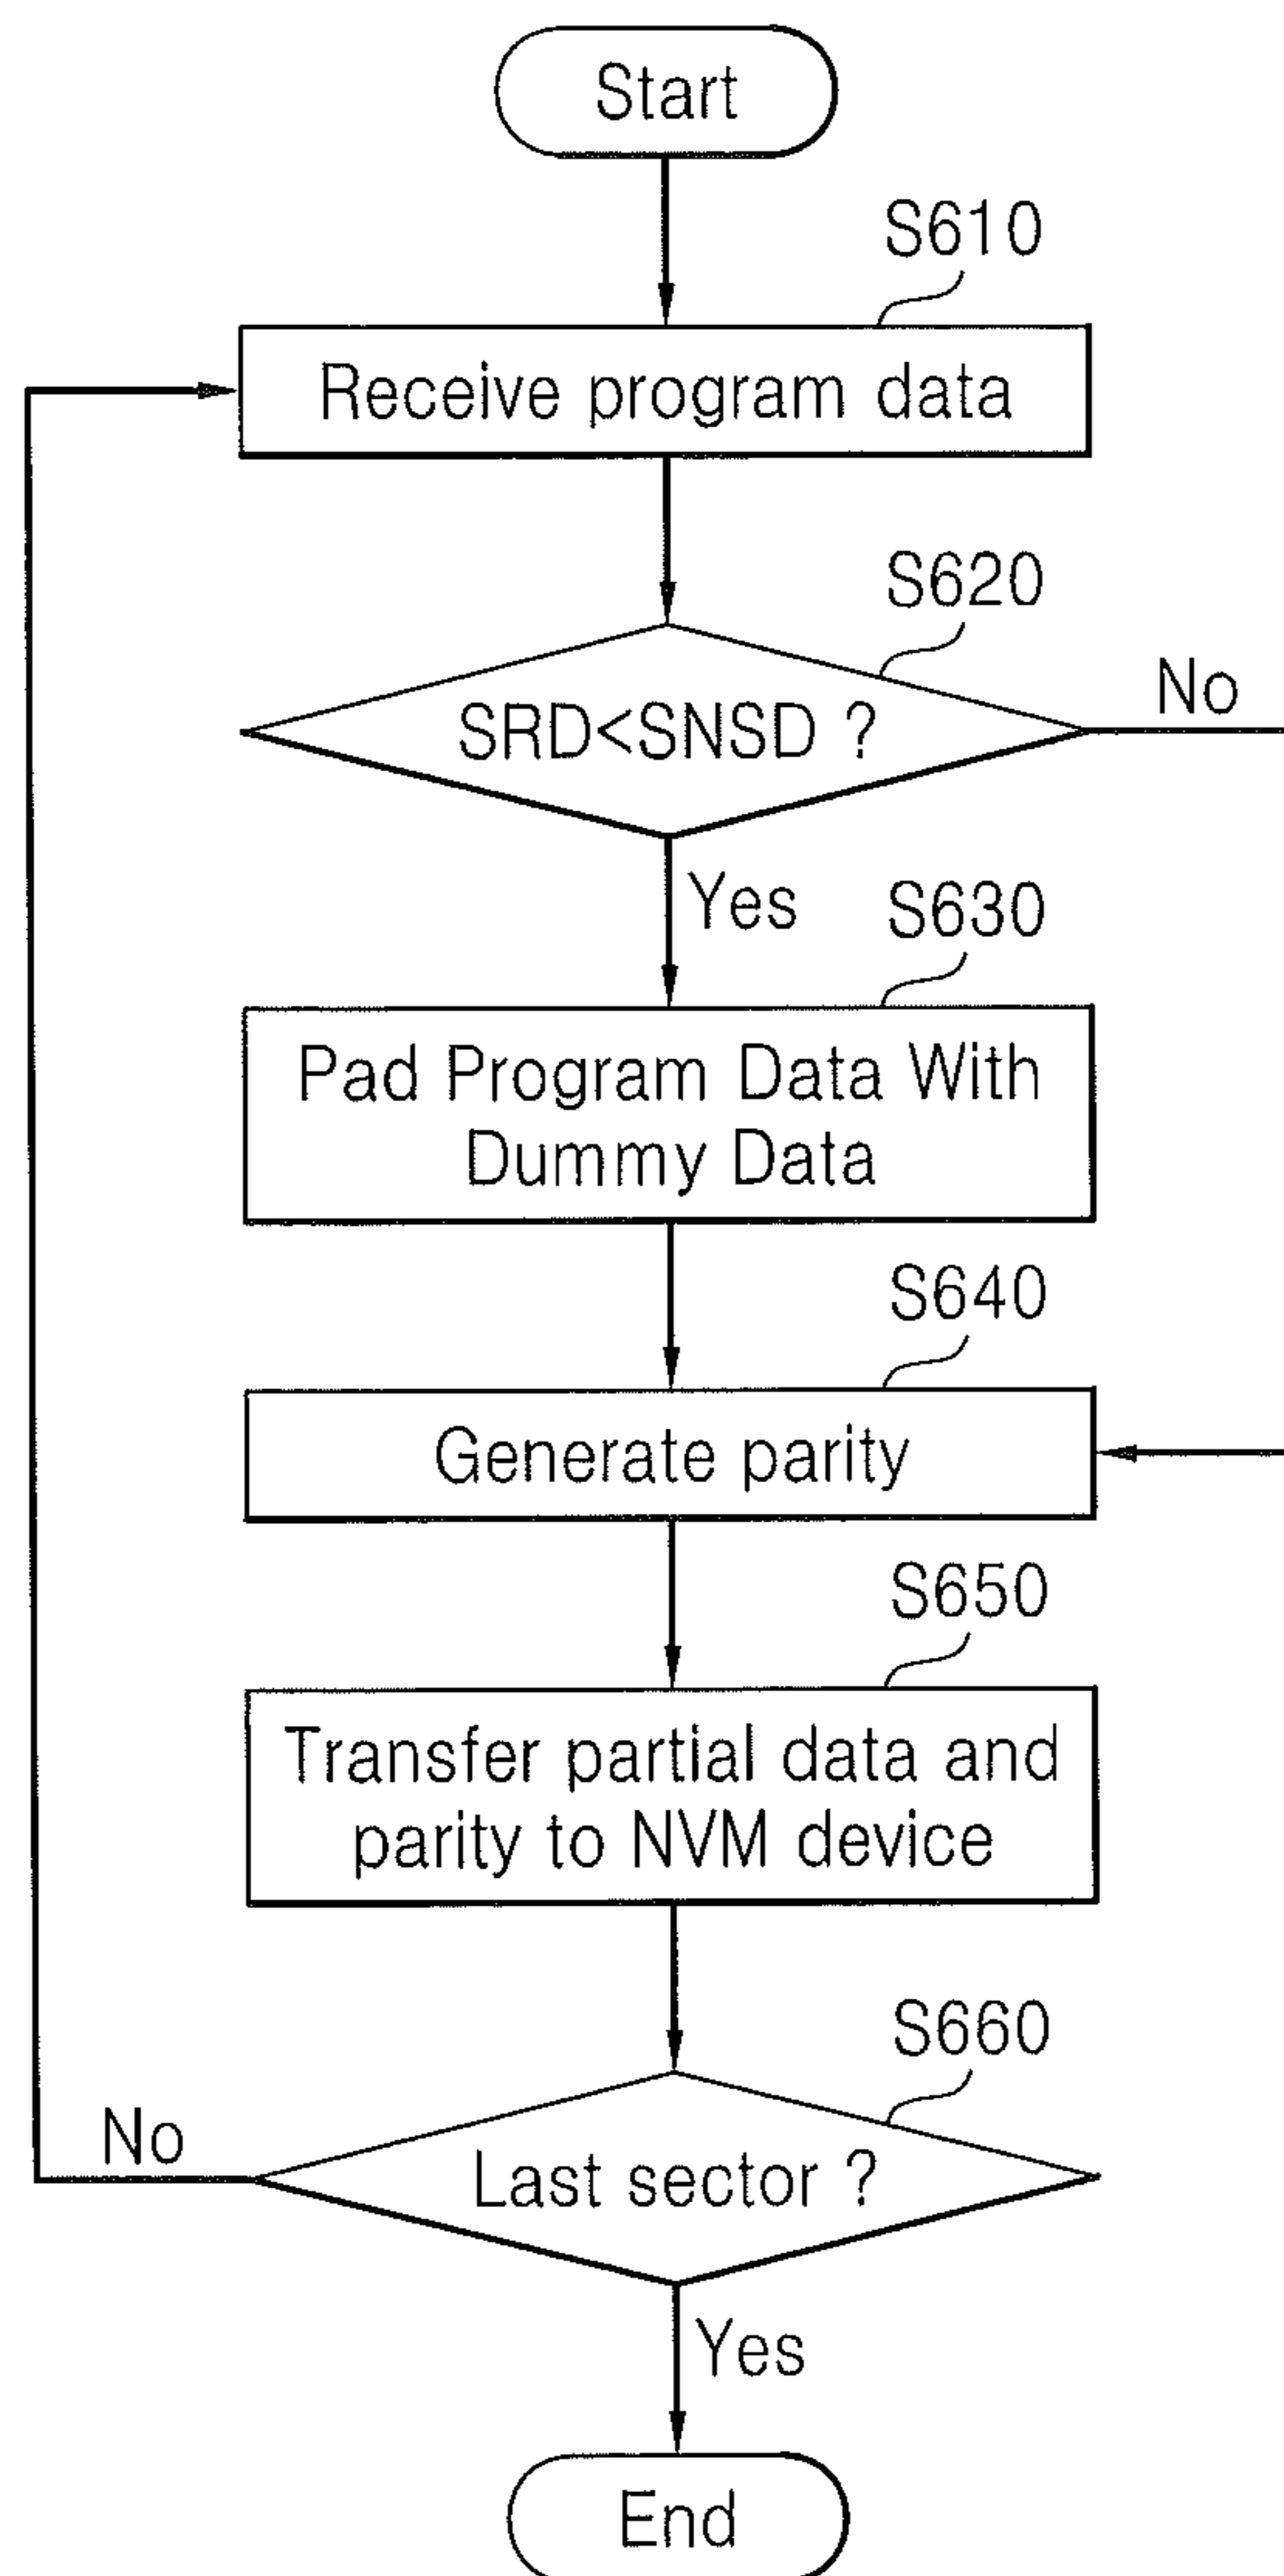 Start
S610
Receive program data
S620
SRD<SNSD ?
No
Yes
S630
Pad Program Data With
Dummy Data
S640
Generate parity
S650
Transfer partial data and
parity to NVM device
S660
No
Last sector ?
Yes
End